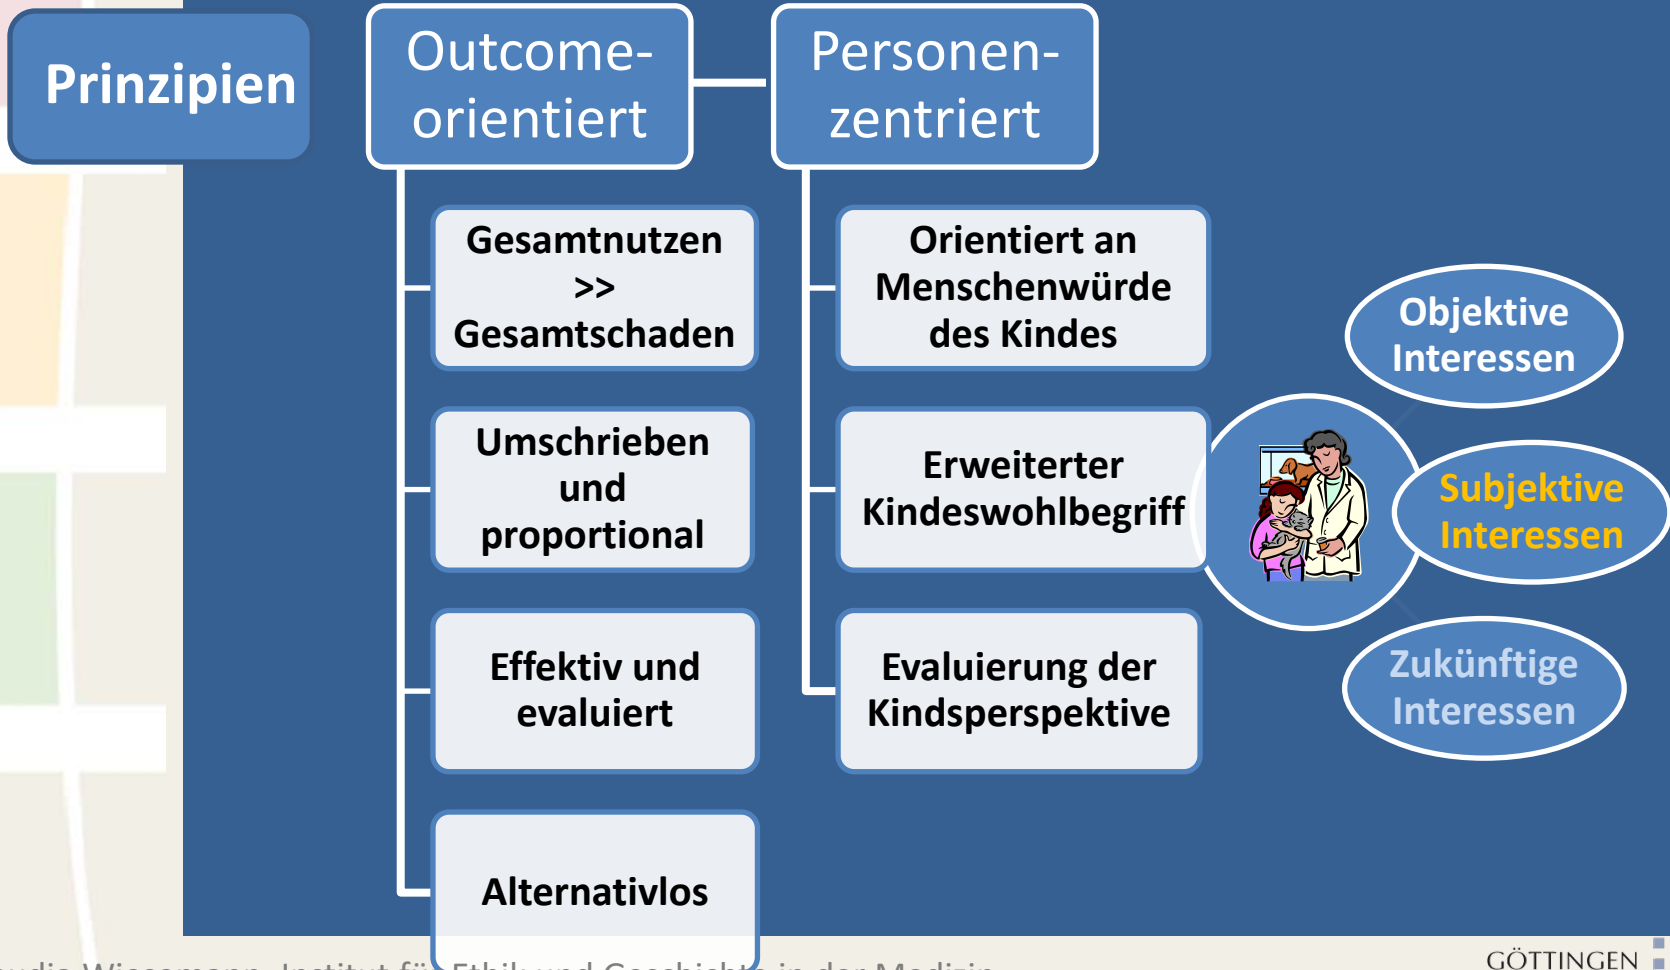 Prinzipien
Outcome-
orientiert
Personen-
zentriert
Gesamtnutzen
>>
Gesamtschaden
Umschrieben
und
proportional
Effektiv und
evaluiert
Alternativlos
Orientiert an
Menschenwürde
des Kindes
Erweiterter
Kindeswohlbegriff
Evaluierung der
Kindsperspektive
Objektive
Interessen
Subjektive
Interessen
Zukünftige
Interessen
Institut für Ethik und Geschichte in der Medizin
GÖTTINGEN